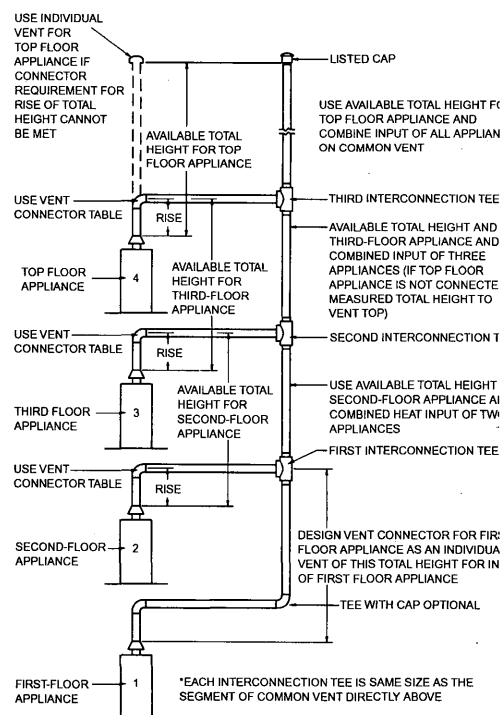 USE INDIVIDUAL
VENT FOR
TOP FLOOR
APPLIANCE IF
CONNECTOR
REQUIREMENT FOR
RISE OF TOTAL
HEIGHT CANNOT
BE MET
LISTED CAP
USE AVAILABLE TOTAL HEIGHT
TOP FLOOR APPLIANCE AND
COMBINE INPUT OF ALL
ON COMMON VENT
AVAILABLE TOTAL
HEIGHT FOR TOP
FLOOR APPLIANCE
USE VENT
CONNECTOR TABLE
RISE
THIRD INTERCONNECTION TEE
TOP FLOOR
APPLIANCE
4
AVAILABLE TOTAL
HEIGHT FOR
THIRD-FLOOR
APPLIANCE
AVAILABLE TOTAL HEIGHT AND
THIRD-FLOOR APPLIANCE AND
COMBINED INPUT OF THREE
APPLIANCES (IF TOP FLOOR
APPLIANCE IS NOT
MEASURED TOTAL HEIGHT TO
VENT TOP)
USE VENT
CONNECTOR TABLE
RISE
SECOND INTERCONNECTION
THIRD FLOOR
APPLIANCE
3
AVAILABLE TOTAL
HEIGHT FOR
SECOND-FLOOR
APPLIANCE
USE AVAILABLE TOTAL HEIGHT
SECOND-FLOOR APPLIANCE
COMBINED HEAT INPUT OF
APPLIANCES
USE VENT
CONNECTOR TABLE
RISE
FIRST INTERCONNECTION TEE
SECOND-FLOOR
APPLIANCE
2
DESIGN VENT CONNECTOR FOR
FLOOR APPLIANCE AS AN
VENT OF THIS TOTAL HEIGHT FOR
OF FIRST FLOOR APPLIANCE
TEE WITH CAP OPTIONAL
FIRST-FLOOR
APPLIANCE
1
*EACH INTERCONNECTION TEE IS SAME SIZE AS THE
SEGMENT OF COMMON VENT DIRECTLY ABOVE